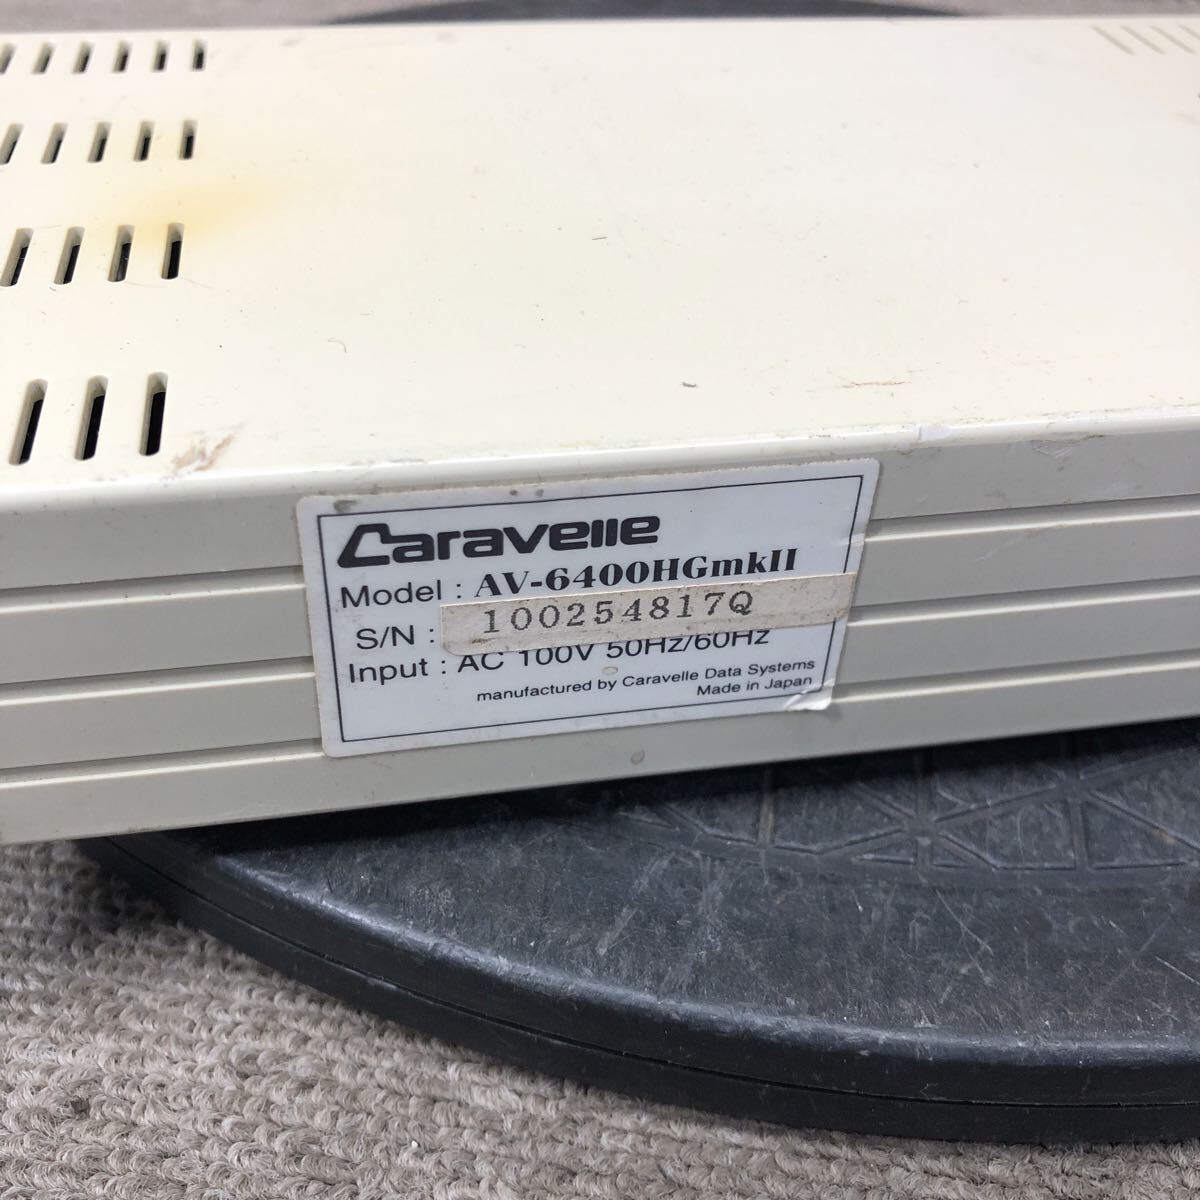 Caravelle
Model : AV-6400HGmkII
S/N : 100254817Q
Input : AC 100V 50Hz/60Hz
manufactured by Caravelle Data Systems
Made in Japan